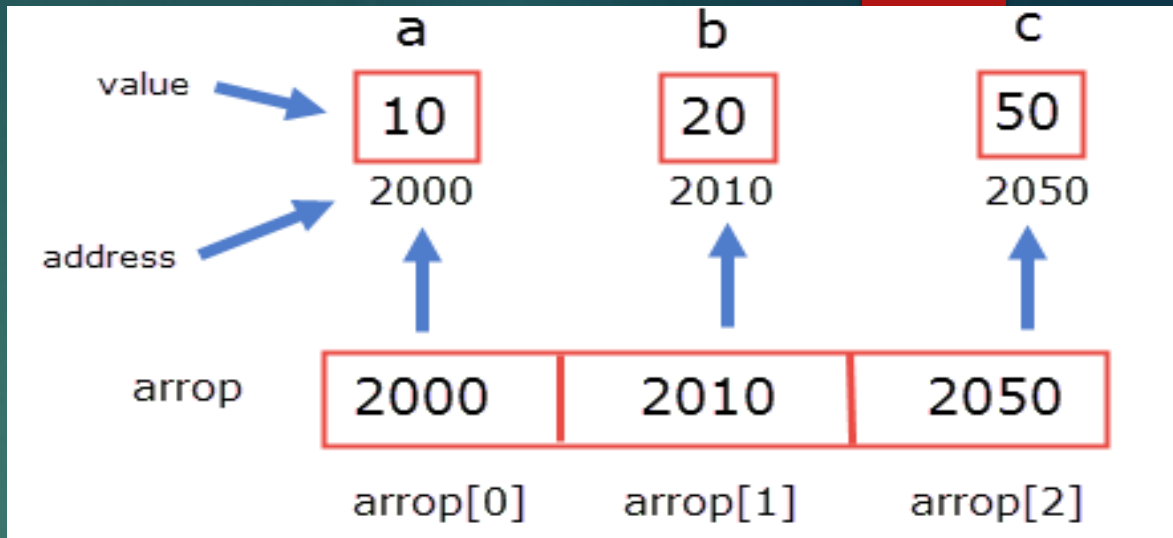 a b c
value 10 20 50
2000 2010 2050
address
arrop 2000 2010 2050
arrop[0] arrop[1] arrop[2]